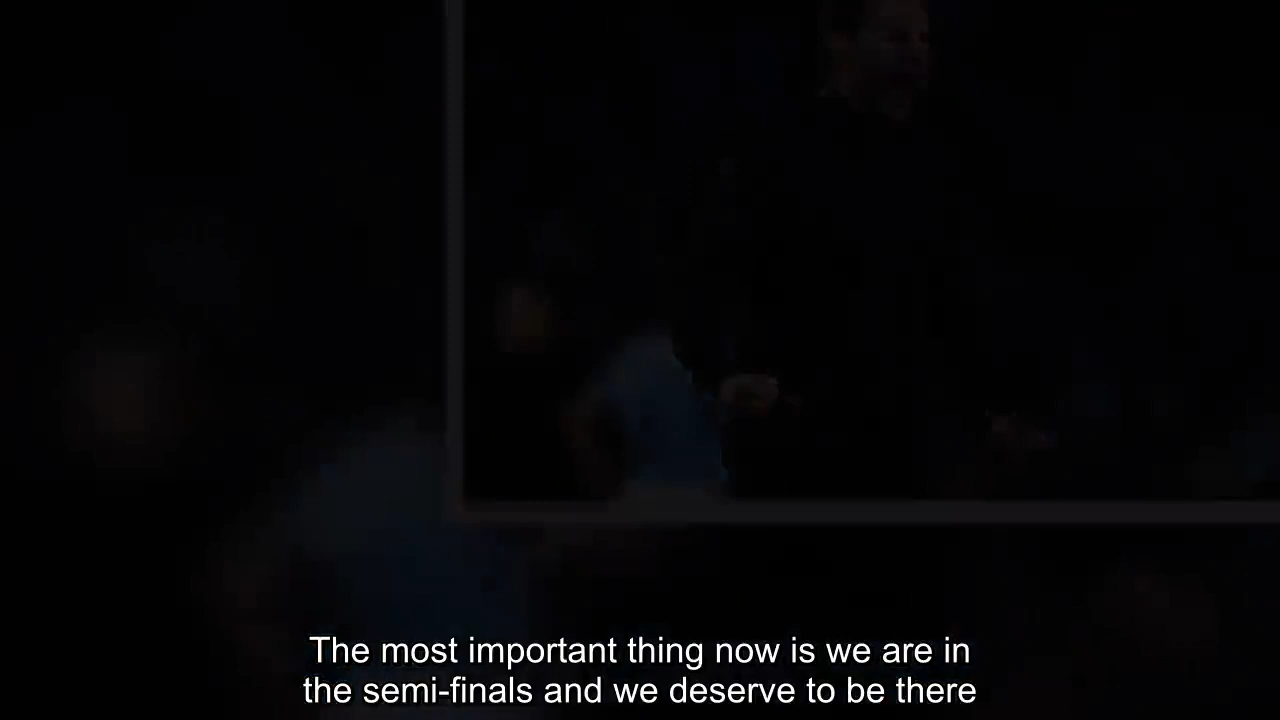 The most important thing now is we are in
the semi-finals and we deserve to be there